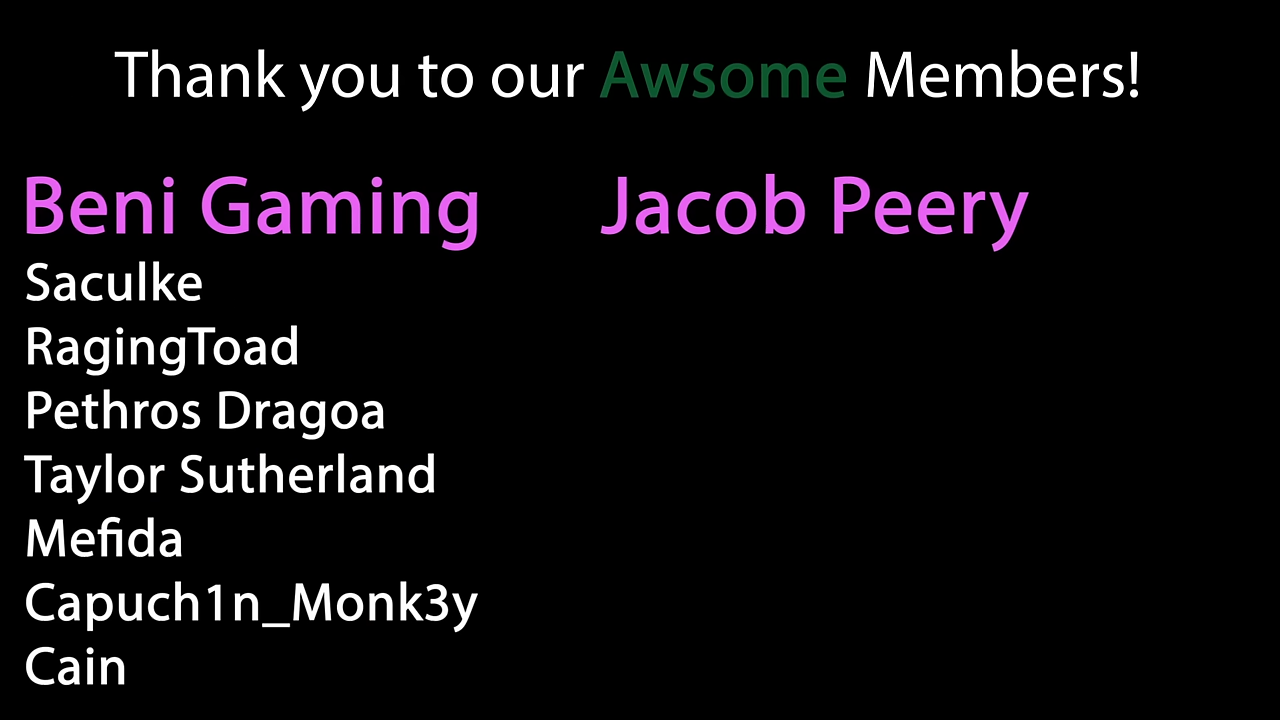 Thank you to our Awsome Members!
Beni Gaming Jacob Peery
Saculke
RagingToad
Pethros Dragoa
Taylor Sutherland
Mefida
Capuch1n_Monk3y
Cain